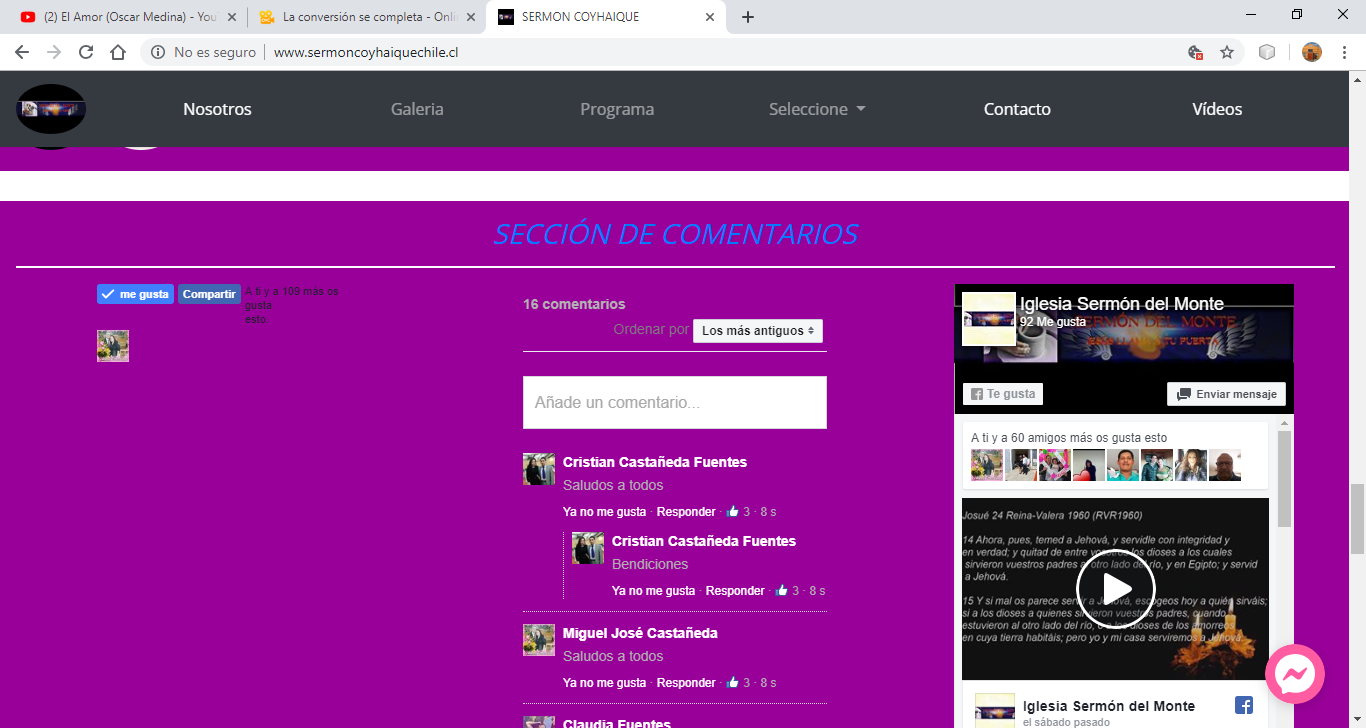 (2) El Amor (Oscar Medina) - You
La conversión se completa - Onli
SERMON COYHAIQUE
No es seguro
www.sermoncoyhaiquechile.cl
Nosotros
Galeria
Programa
Seleccione
Contacto
Vídeos
SECCIÓN DE COMENTARIOS
me gusta
Compartir
A ti y a 109 más os
gusta
esto
16 comentarios
Ordenar por
Los más antiguos
Añade un comentario...
Cristian Castañeda Fuentes
Saludos a todos
Ya no me gusta · Responder · 3 · 8 s
Cristian Castañeda Fuentes
Bendiciones
Ya no me gusta · Responder · 3 · 8 s
Miguel José Castañeda
Saludos a todos
Ya no me gusta · Responder · 3 · 8 s
Claudia Fuentes
Iglesia Sermón del Monte
92 Me gusta
SERMÓN DEL MONTE
Te gusta
Enviar mensaje
A ti y a 60 amigos más os gusta esto
Josué 24 Reina-Valera 1960 (RVR1960)
14 Ahora, pues, temed a Jehová, y servidle con integridad y
en verdad; y quitad de entre vosotros los dioses a los cuales
sirvieron vuestros padres al otro lado del río, y en Egipto; y servid
a Jehová.
15 Y si mal os parece servir a Jehová, escogeos hoy a quién sirváis;
si a los dioses a quienes sirvieron vuestros padres, cuando
estuvieron al otro lado del río, o a los dioses de los amorreos
en cuya tierra habitáis; pero yo y mi casa serviremos a Jehová.
Iglesia Sermón del Monte
el sábado pasado